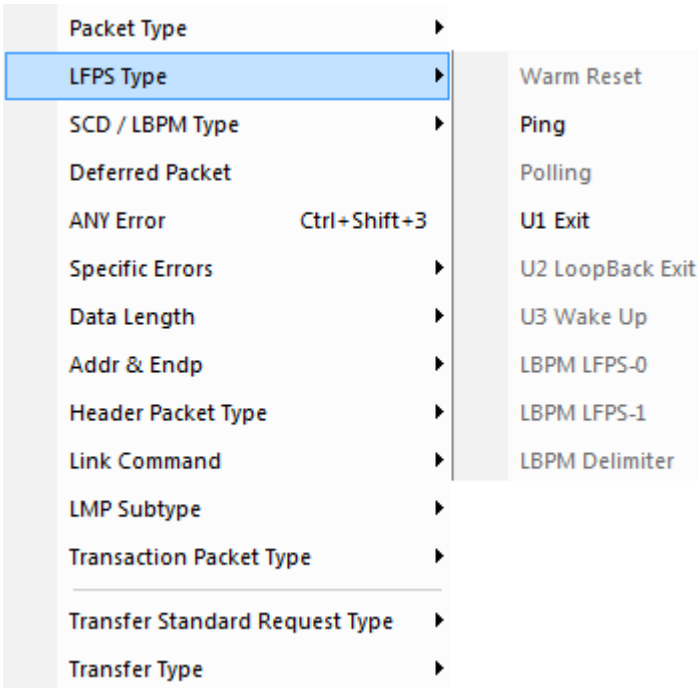 Packet Type
LFPS Type
SCD / LBPM Type
Deferred Packet
ANY Error Ctrl+Shift+3
Specific Errors
Data Length
Addr & Endp
Header Packet Type
Link Command
LMP Subtype
Transaction Packet Type
Transfer Standard Request Type
Transfer Type
Warm Reset
Ping
Polling
U1 Exit
U2 LoopBack Exit
U3 Wake Up
LBPM LFPS-0
LBPM LFPS-1
LBPM Delimiter